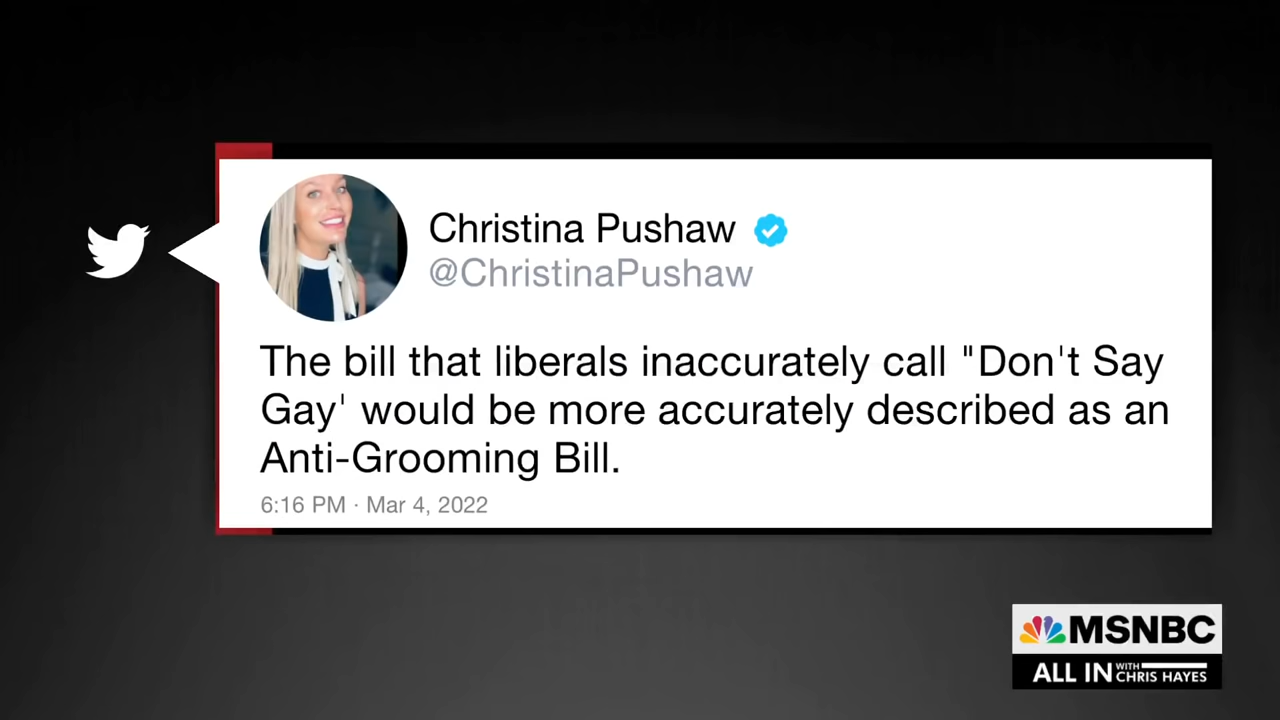 Christina Pushaw
@ChristinaPushaw
The bill that liberals inaccurately call "Don't Say
Gay' would be more accurately described as an
Anti-Grooming Bill.
6:16 PM · Mar 4, 2022
MSNBC
ALL IN WITH CHRIS HAYES